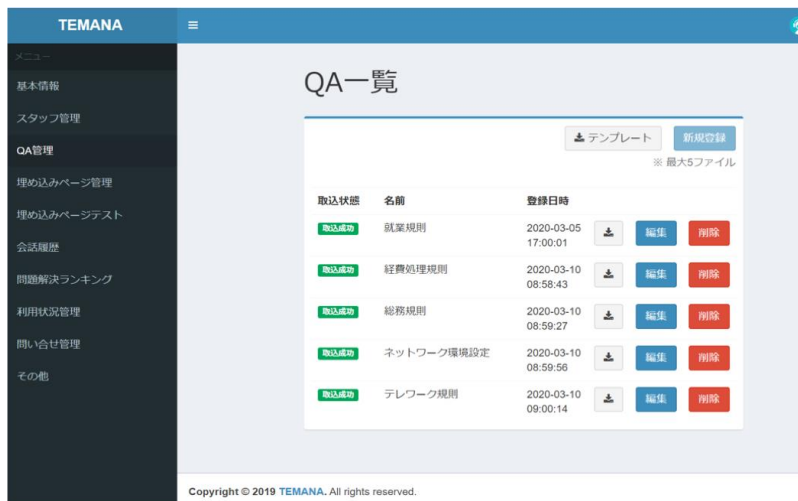 TEMANA
メニュー
基本情報
スタッフ管理
QA管理
埋め込みページ管理
埋め込みページテスト
会話履歴
問題解決ランキング
利用状況管理
問い合せ管理
その他
QA一覧
テンプレート 新規登録
※ 最大5ファイル
取込状態 名前 登録日時
取込成功 就業規則 2020-03-05 編集 削除
17:00:01
取込成功 経費処理規則 2020-03-10 編集 削除
08:58:43
取込成功 総務規則 2020-03-10 編集 削除
08:59:27
取込成功 ネットワーク環境設定 2020-03-10 編集 削除
08:59:56
取込成功 テレワーク規則 2020-03-10 編集 削除
09:00:14
Copyright © 2019 TEMANA. All rights reserved.